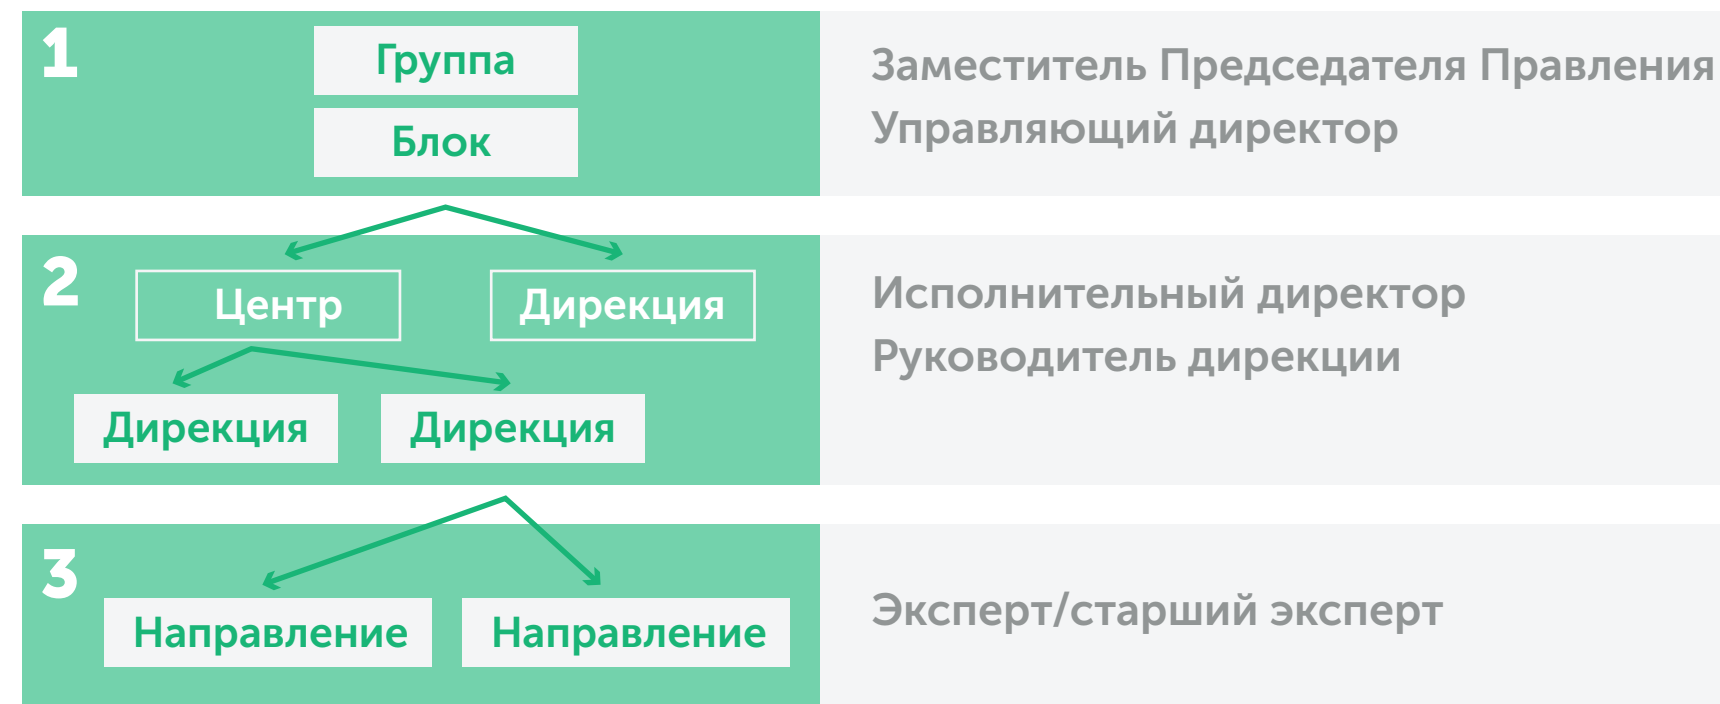 1
Группа
Блок
Заместитель Председателя Правления
Управляющий директор
2
Центр
Дирекция
Дирекция
Дирекция
Исполнительный директор
Руководитель дирекции
3
Направление
Направление
Эксперт/старший эксперт